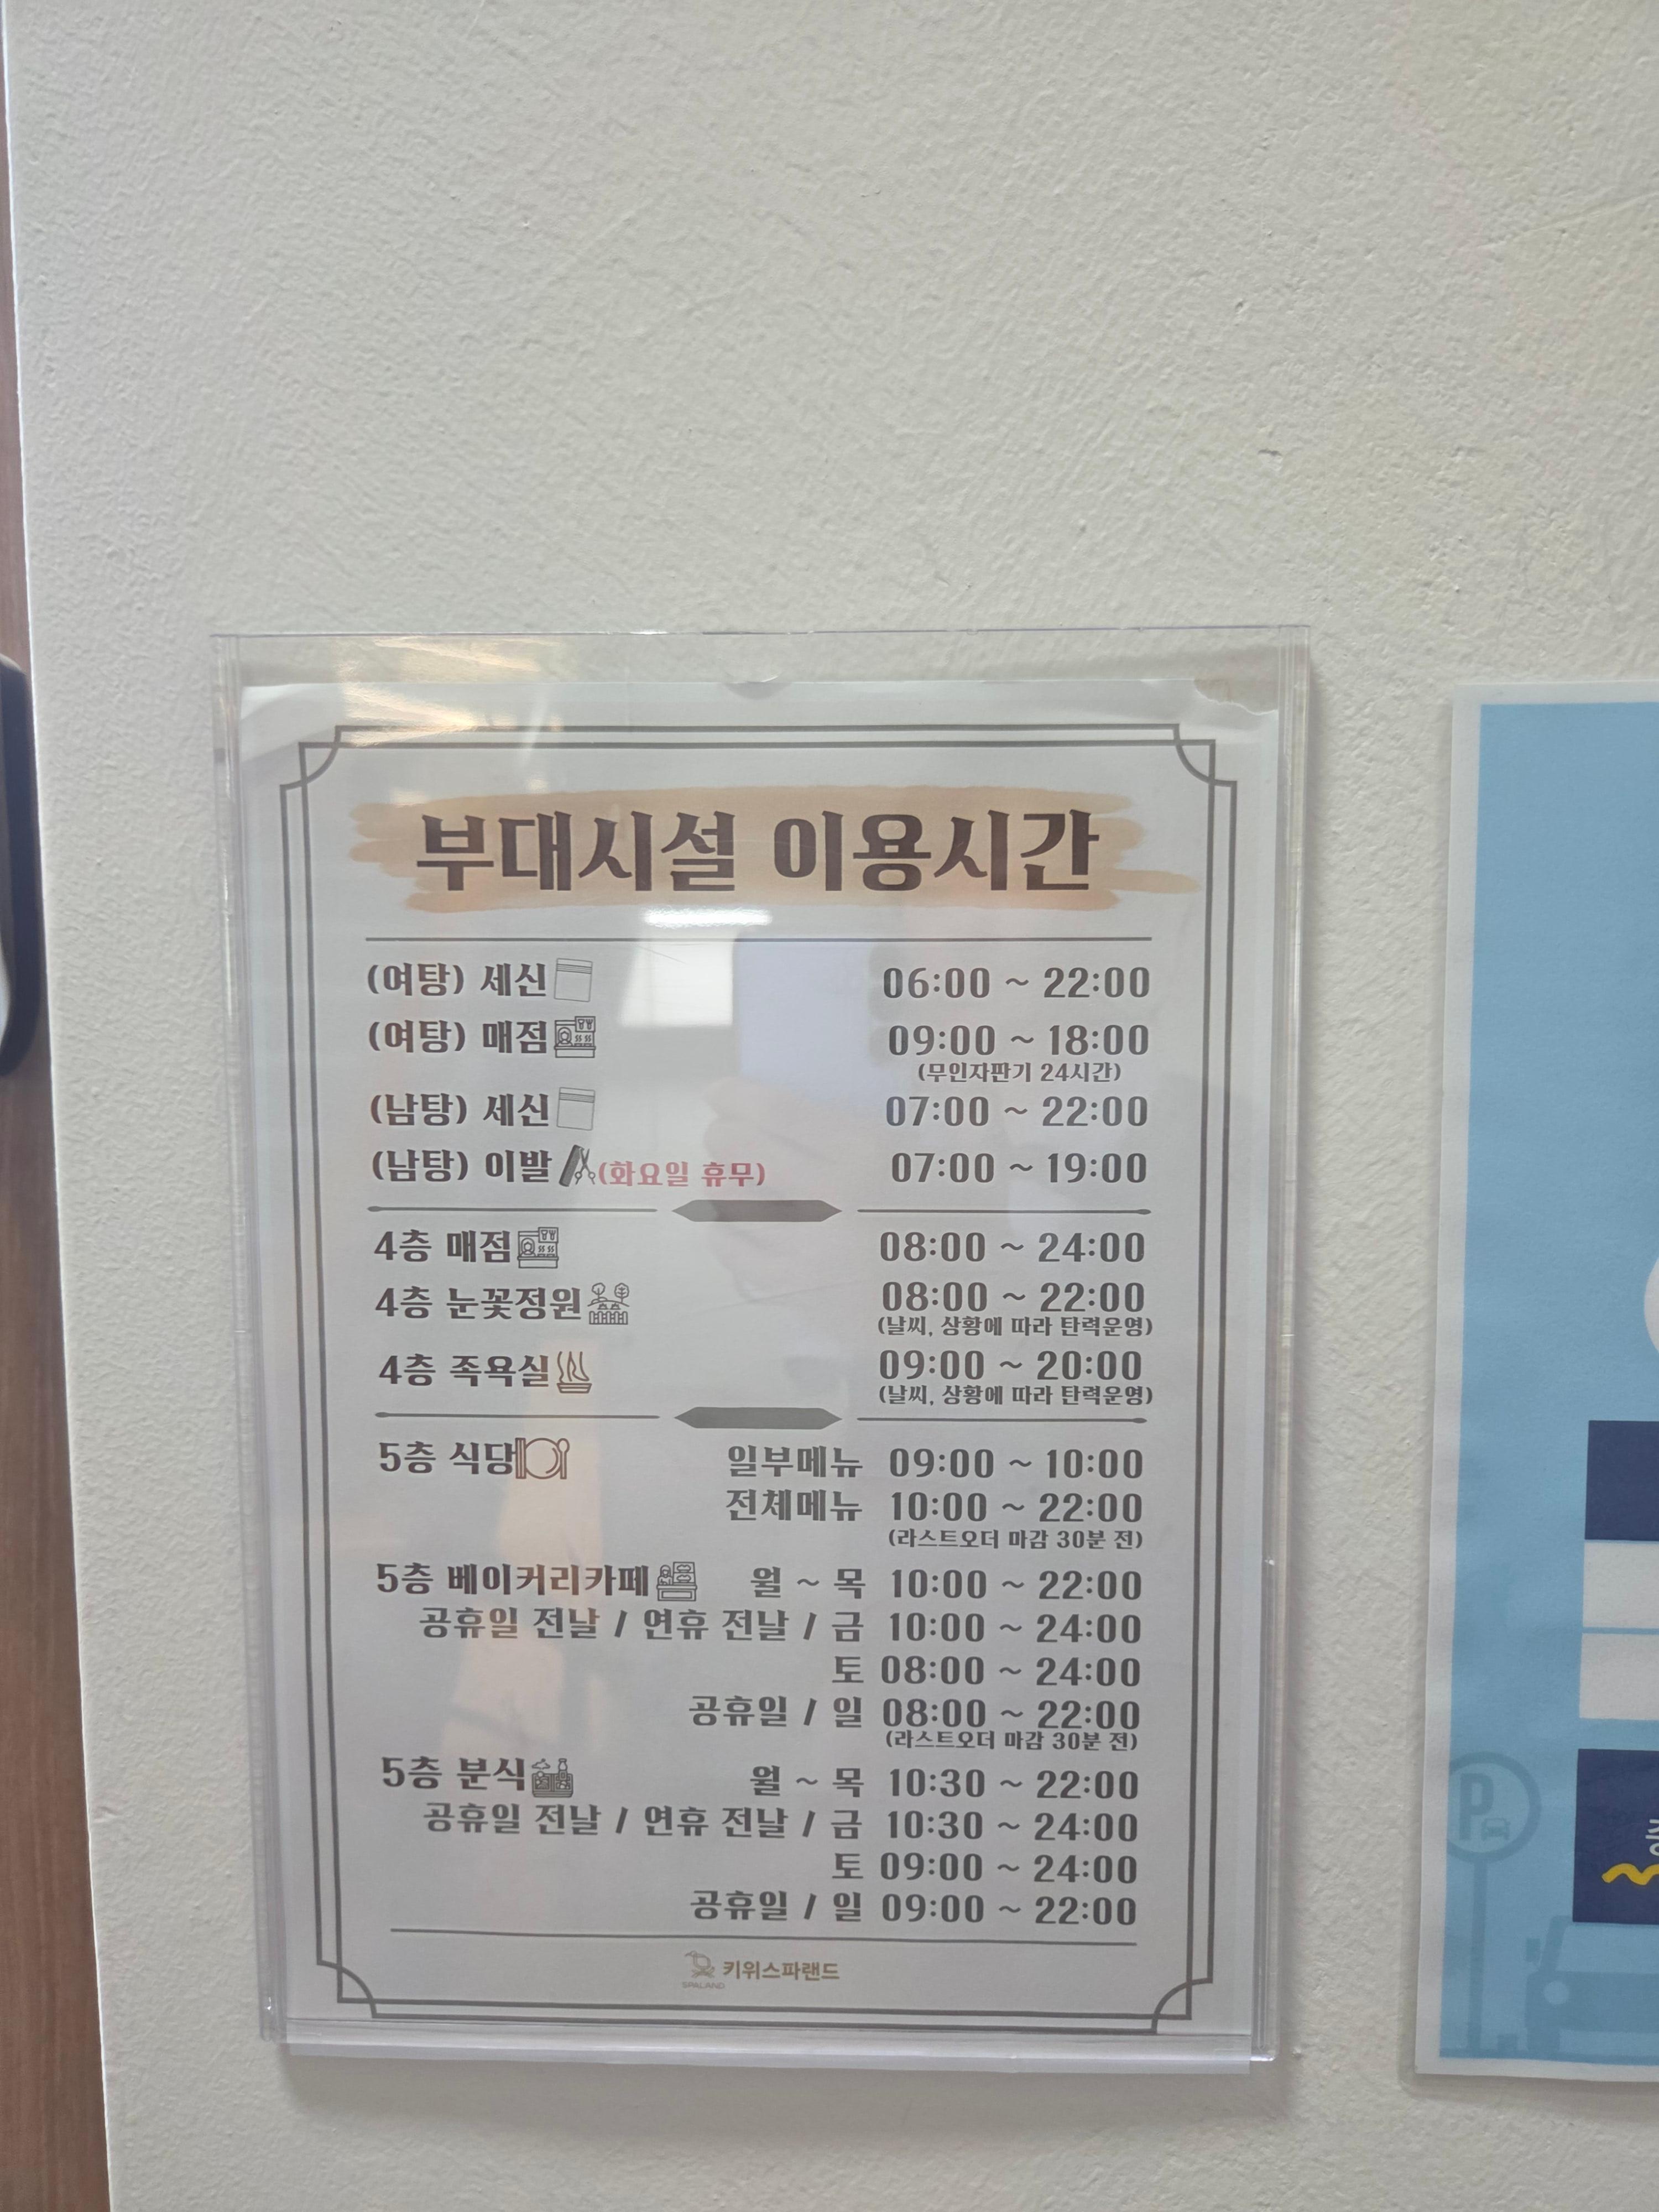 부대시설 이용시간
(여탕) 세신 06:00 ~ 22:00
(여탕) 매점 09:00 ~ 18:00
(무인자판기 24시간)
(남탕) 세신 07:00 ~ 22:00
(남탕) 이발 (화요일 휴무) 07:00 ~ 19:00
4층 매점 08:00 ~ 24:00
4층 눈꽃정원 08:00 ~ 22:00
(날씨, 상황에 따라 탄력운영)
4층 족욕실 09:00 ~ 20:00
(날씨, 상황에 따라 탄력운영)
5층 식당 일부메뉴 09:00 ~ 10:00
전체메뉴 10:00 ~ 22:00
(라스트오더 마감 30분 전)
5층 베이커리카페 월 ~ 목 10:00 ~ 22:00
공휴일 전날 / 연휴 전날 / 금 10:00 ~ 24:00
토 08:00 ~ 24:00
공휴일 / 일 08:00 ~ 22:00
(라스트오더 마감 30분 전)
5층 분식 월 ~ 목 10:30 ~ 22:00
공휴일 전날 / 연휴 전날 / 금 10:30 ~ 24:00
토 09:00 ~ 24:00
공휴일 / 일 09:00 ~ 22:00
키위스파랜드
SPALAND
P